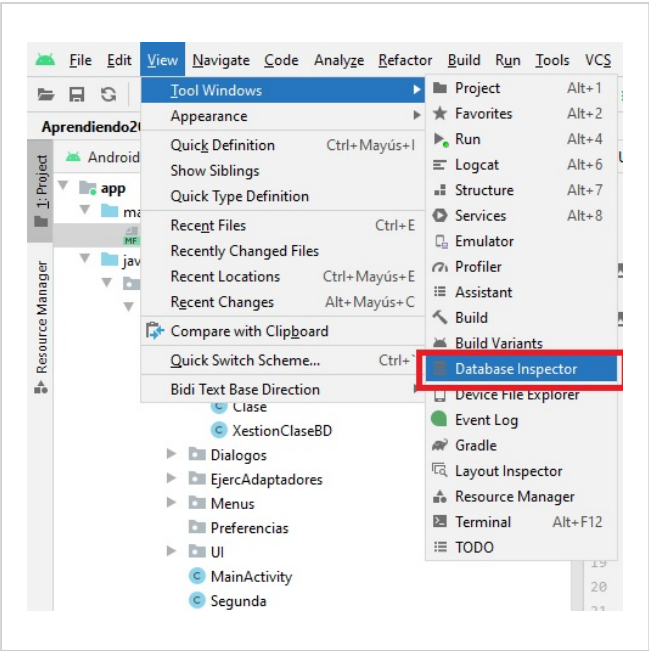 File Edit View Navigate Code Analyze Refactor Build Run Tools VCS
Aprendiendo2
Android
1: Project
Resource Manager
app
ma
MF
jav
Tool Windows
Appearance
Quick Definition Ctrl+Mayús+I
Show Siblings
Quick Type Definition
Recent Files Ctrl+E
Recently Changed Files
Recent Locations Ctrl+Mayús+E
Recent Changes Alt+Mayús+C
Compare with Clipboard
Quick Switch Scheme... Ctrl+`
Bidi Text Base Direction
Project Alt+1
Favorites Alt+2
Run Alt+4
Logcat Alt+6
Structure Alt+7
Services Alt+8
Emulator
Profiler
Assistant
Build
Build Variants
Database Inspector
Device File Explorer
Event Log
Gradle
Layout Inspector
Resource Manager
Terminal Alt+F12
TODO
C Clase
C XestionClaseBD
Dialogos
EjercAdaptadores
Menus
Preferencias
UI
C MainActivity
C Segunda
19
20
21